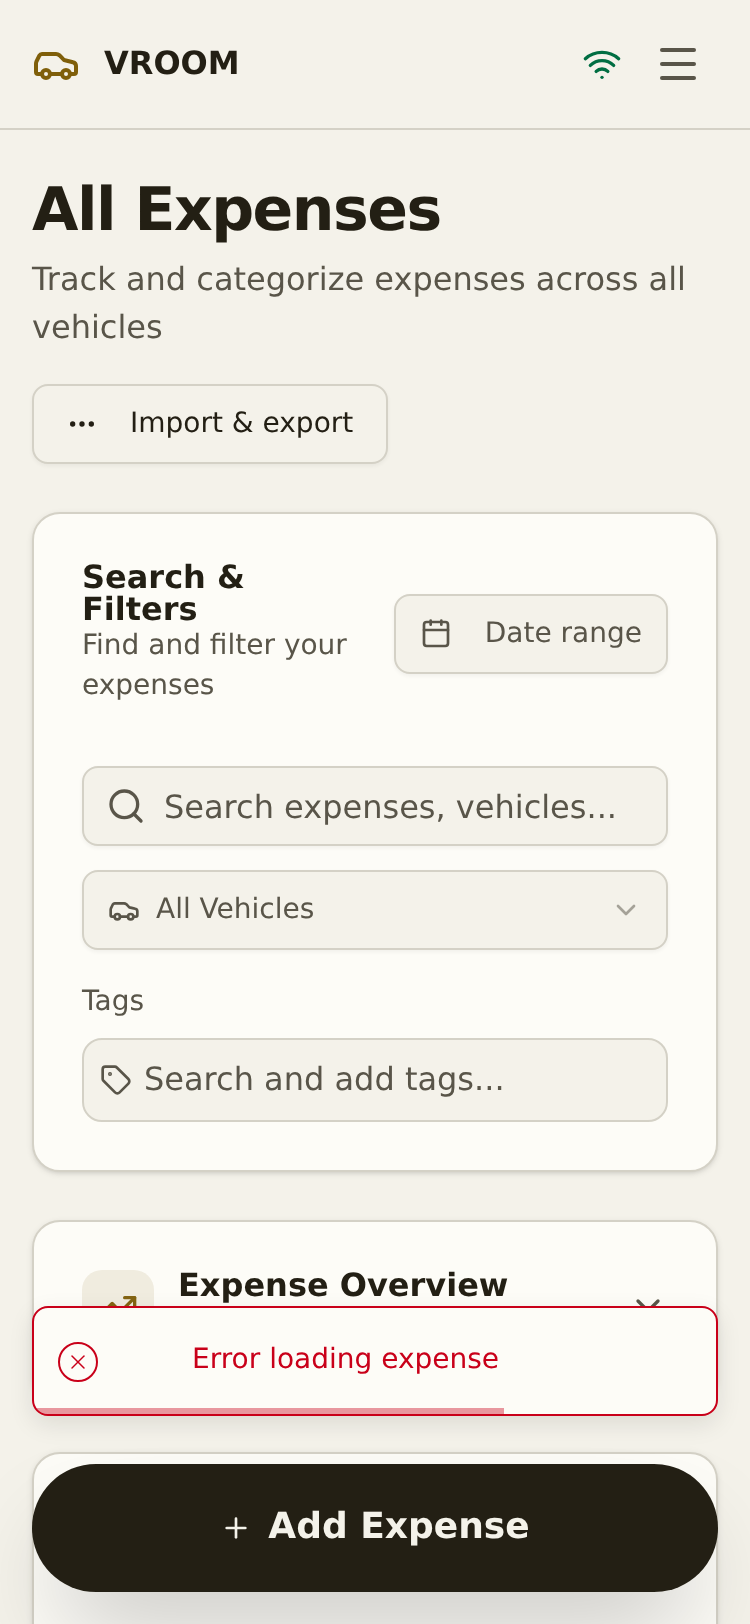 VROOM
All Expenses
Track and categorize expenses across all
vehicles
Import & export
Search &
Filters
Find and filter your
expenses
Date range
Search expenses, vehicles...
All Vehicles
Tags
Search and add tags...
Expense Overview
Error loading expense
Add Expense